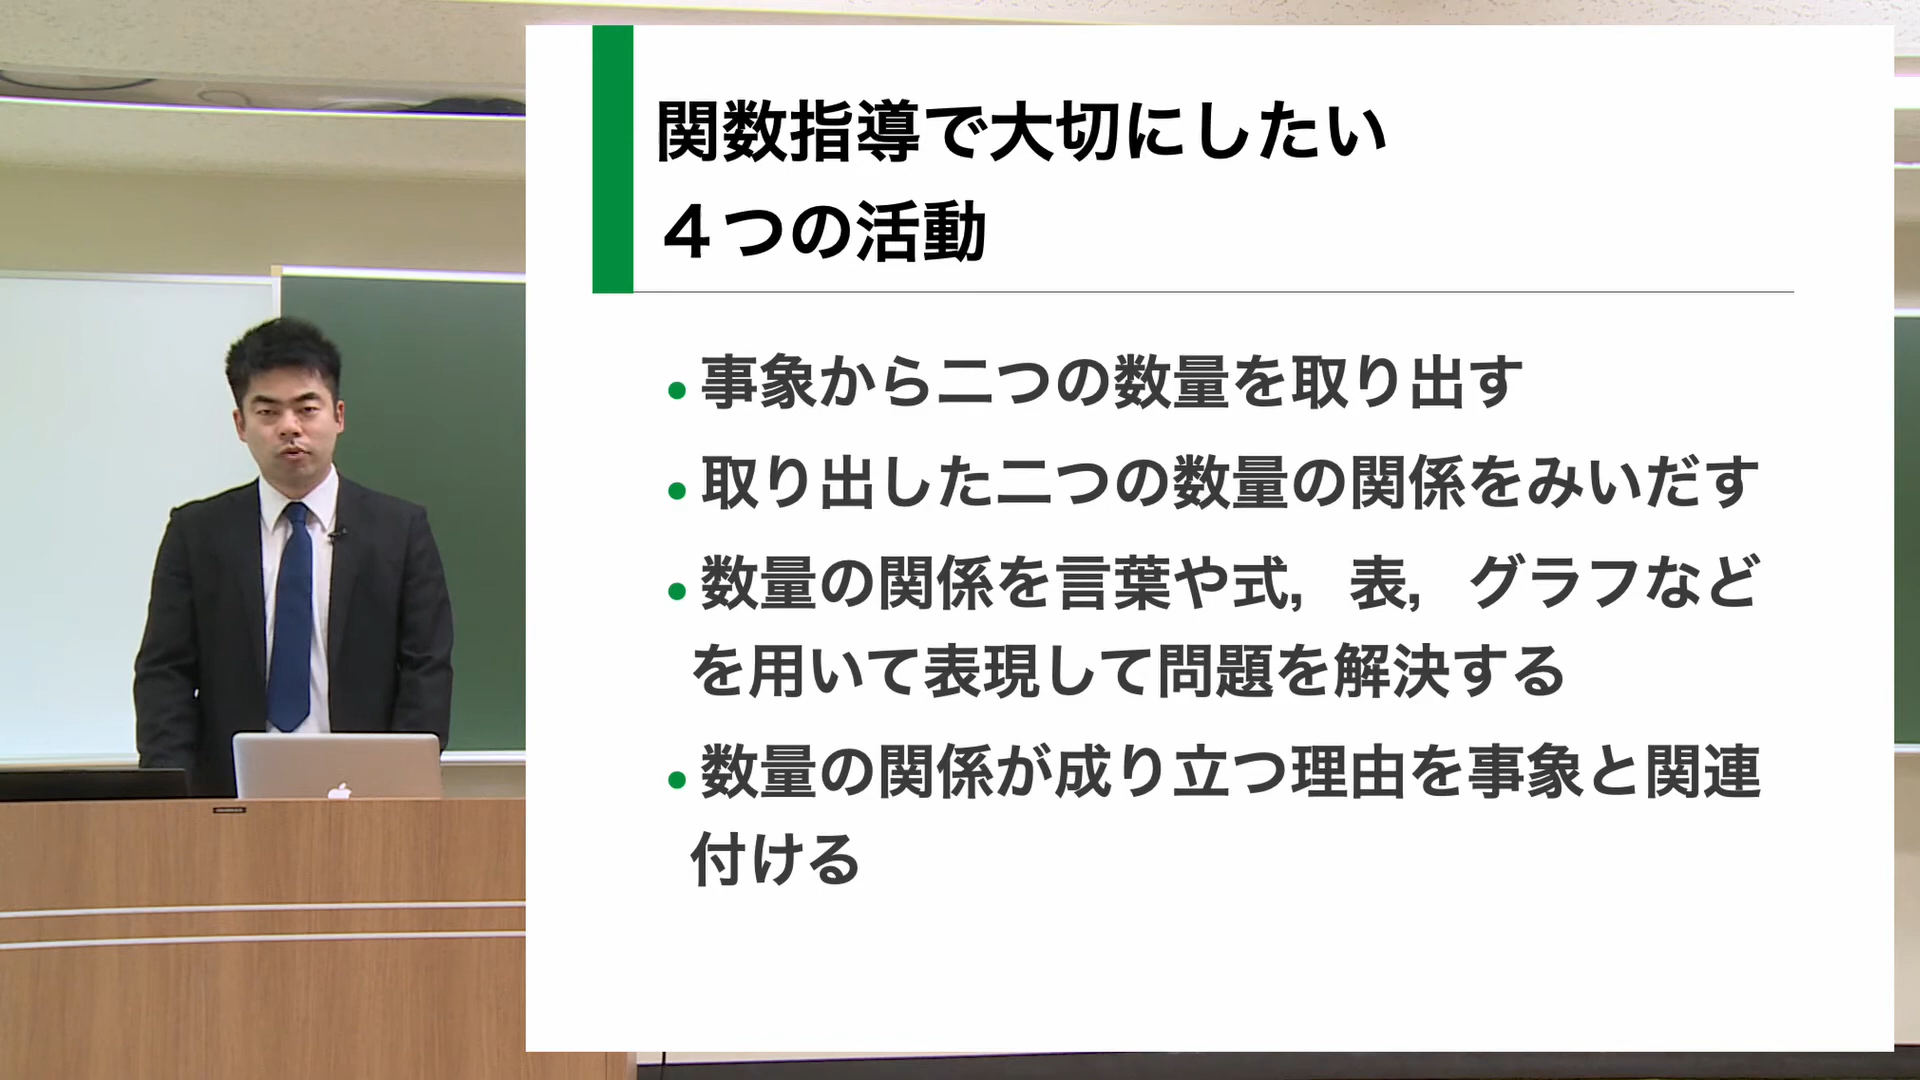 関数指導で大切にしたい
４つの活動
•事象から二つの数量を取り出す
•取り出した二つの数量の関係をみいだす
•数量の関係を言葉や式，表，グラフなど
を用いて表現して問題を解決する
•数量の関係が成り立つ理由を事象と関連
付ける